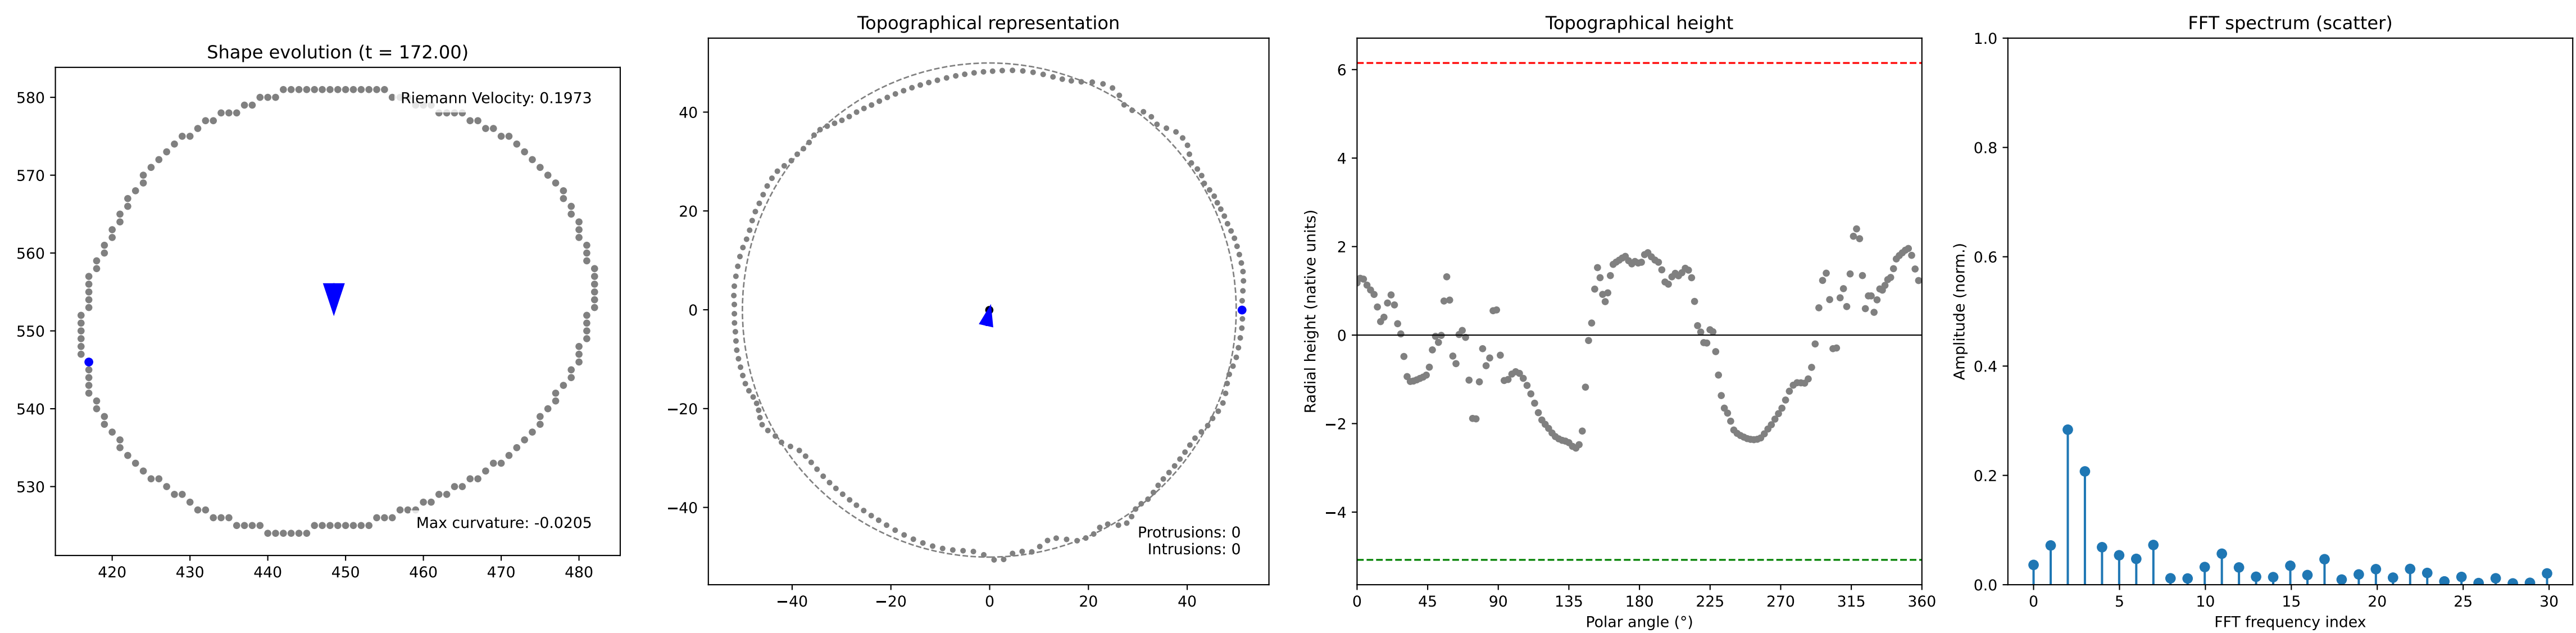 Shape evolution (t = 172.00)
Riemann Velocity: 0.1973
Max curvature: -0.0205
580
570
560
550
540
530
420 430 440 450 460 470 480
Topographical representation
40
20
0
−20
−40
−40 −20 0 20 40
Protrusions: 0
Intrusions: 0
Topographical height
Radial height (native units)
6
4
2
0
−2
−4
0 45 90 135 180 225 270 315 360
Polar angle (°)
FFT spectrum (scatter)
Amplitude (norm.)
1.0
0.8
0.6
0.4
0.2
0.0
0 5 10 15 20 25 30
FFT frequency index